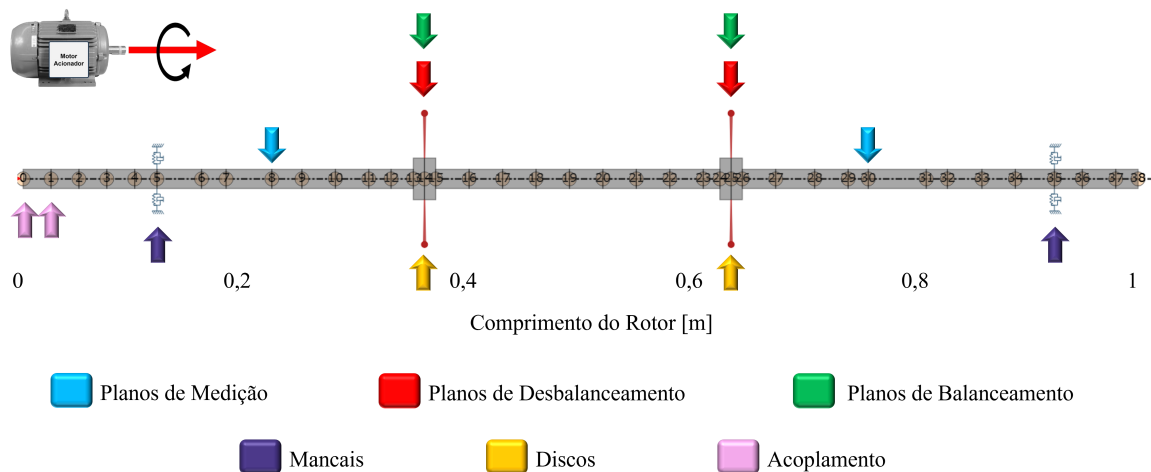 Motor
Acionador
0 1 2 3 4 5 6 7 8 9 10 11 12 13 14 15 16 17 18 19 20 21 22 23 24 25 26 27 28 29 30 31 32 33 34 35 36 37 38
0 0,2 0,4 0,6 0,8 1
Comprimento do Rotor [m]
Planos de Medição Planos de Desbalanceamento Planos de Balanceamento
Mancais Discos Acoplamento